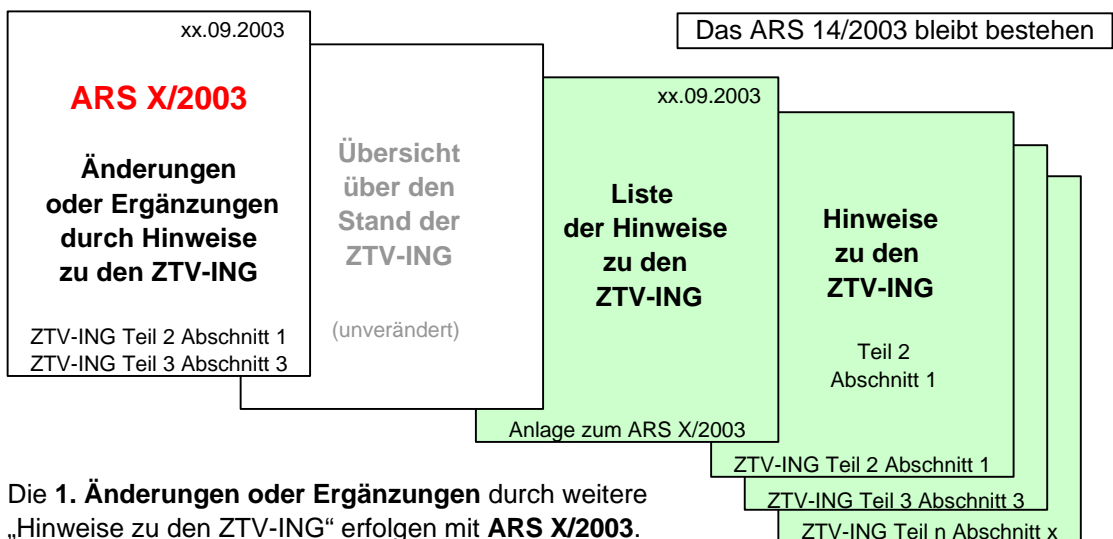 xx.09.2003
ARS X/2003
Änderungen
oder Ergänzungen
durch Hinweise
zu den ZTV-ING
ZTV-ING Teil 2 Abschnitt 1
ZTV-ING Teil 3 Abschnitt 3
Übersicht
über den
Stand der
ZTV-ING
(unverändert)
Das ARS 14/2003 bleibt bestehen
xx.09.2003
Liste
der Hinweise
zu den
ZTV-ING
Anlage zum ARS X/2003
Hinweise
zu den
ZTV-ING
Teil 2
Abschnitt 1
ZTV-ING Teil 2 Abschnitt 1
ZTV-ING Teil 3 Abschnitt 3
ZTV-ING Teil n Abschnitt x
Die 1. Änderungen oder Ergänzungen durch weitere
„Hinweise zu den ZTV-ING“ erfolgen mit ARS X/2003.